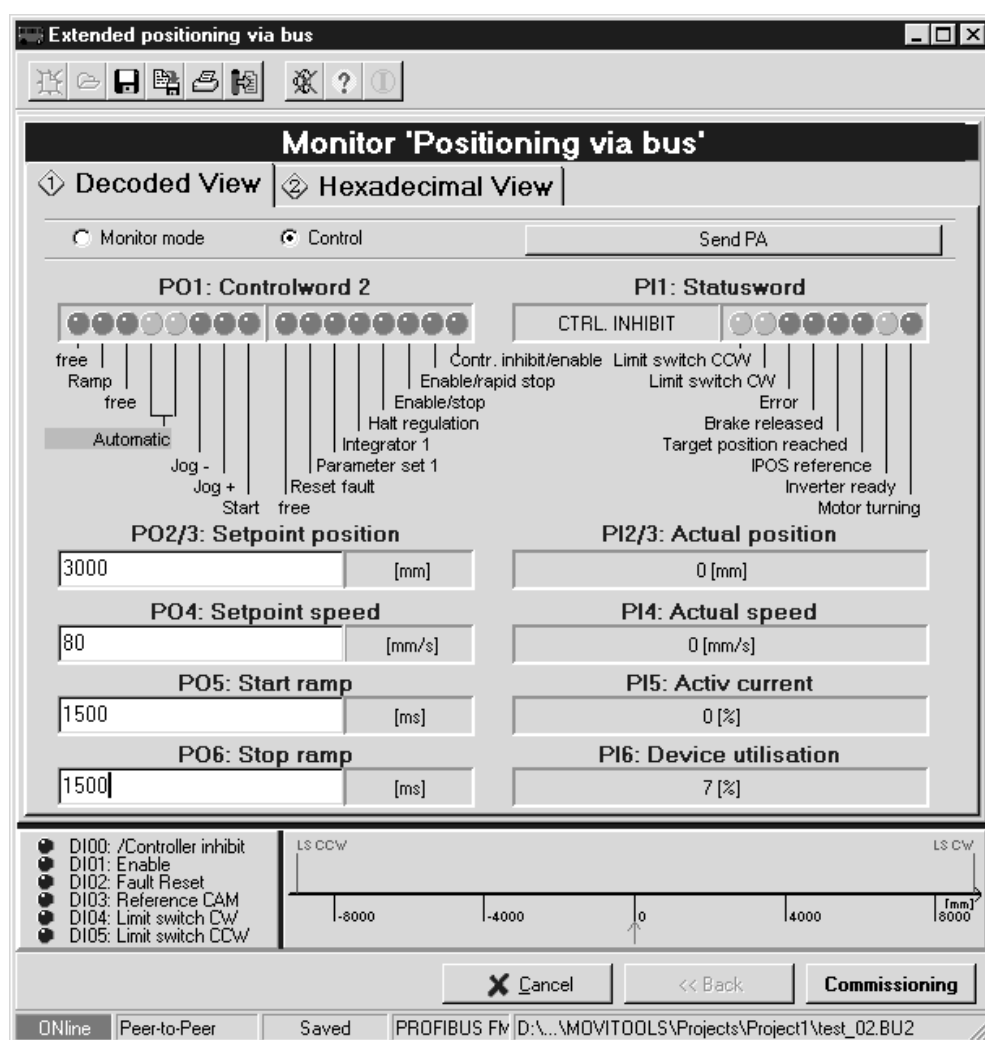 Extended positioning via bus
Monitor 'Positioning via bus'
1 Decoded View
2 Hexadecimal View
Monitor mode
Control
Send PA
PO1: Controlword 2
PI1: Statusword
CTRL. INHIBIT
free
Contr. inhibit/enable
Limit switch CCW
Ramp
Enable/rapid stop
Limit switch CW
free
Enable/stop
Error
Halt regulation
Brake released
Automatic
Integrator 1
Target position reached
Jog -
Parameter set 1
IPOS reference
Jog +
Reset fault
Inverter ready
Start
free
Motor turning
PO2/3: Setpoint position
PI2/3: Actual position
3000
[mm]
0 [mm]
PO4: Setpoint speed
PI4: Actual speed
80
[mm/s]
0 [mm/s]
PO5: Start ramp
PI5: Activ current
1500
[ms]
0 [%]
PO6: Stop ramp
PI6: Device utilisation
1500
[ms]
7 [%]
DI00: /Controller inhibit
DI01: Enable
DI02: Fault Reset
DI03: Reference CAM
DI04: Limit switch CW
DI05: Limit switch CCW
LS CCW
LS CW
[mm]
-8000
-4000
0
4000
8000
Cancel
<< Back
Commissioning
ONline
Peer-to-Peer
Saved
PROFIBUS FM
D:\...\MOVITOOLS\Projects\Project1\test_02.BU2